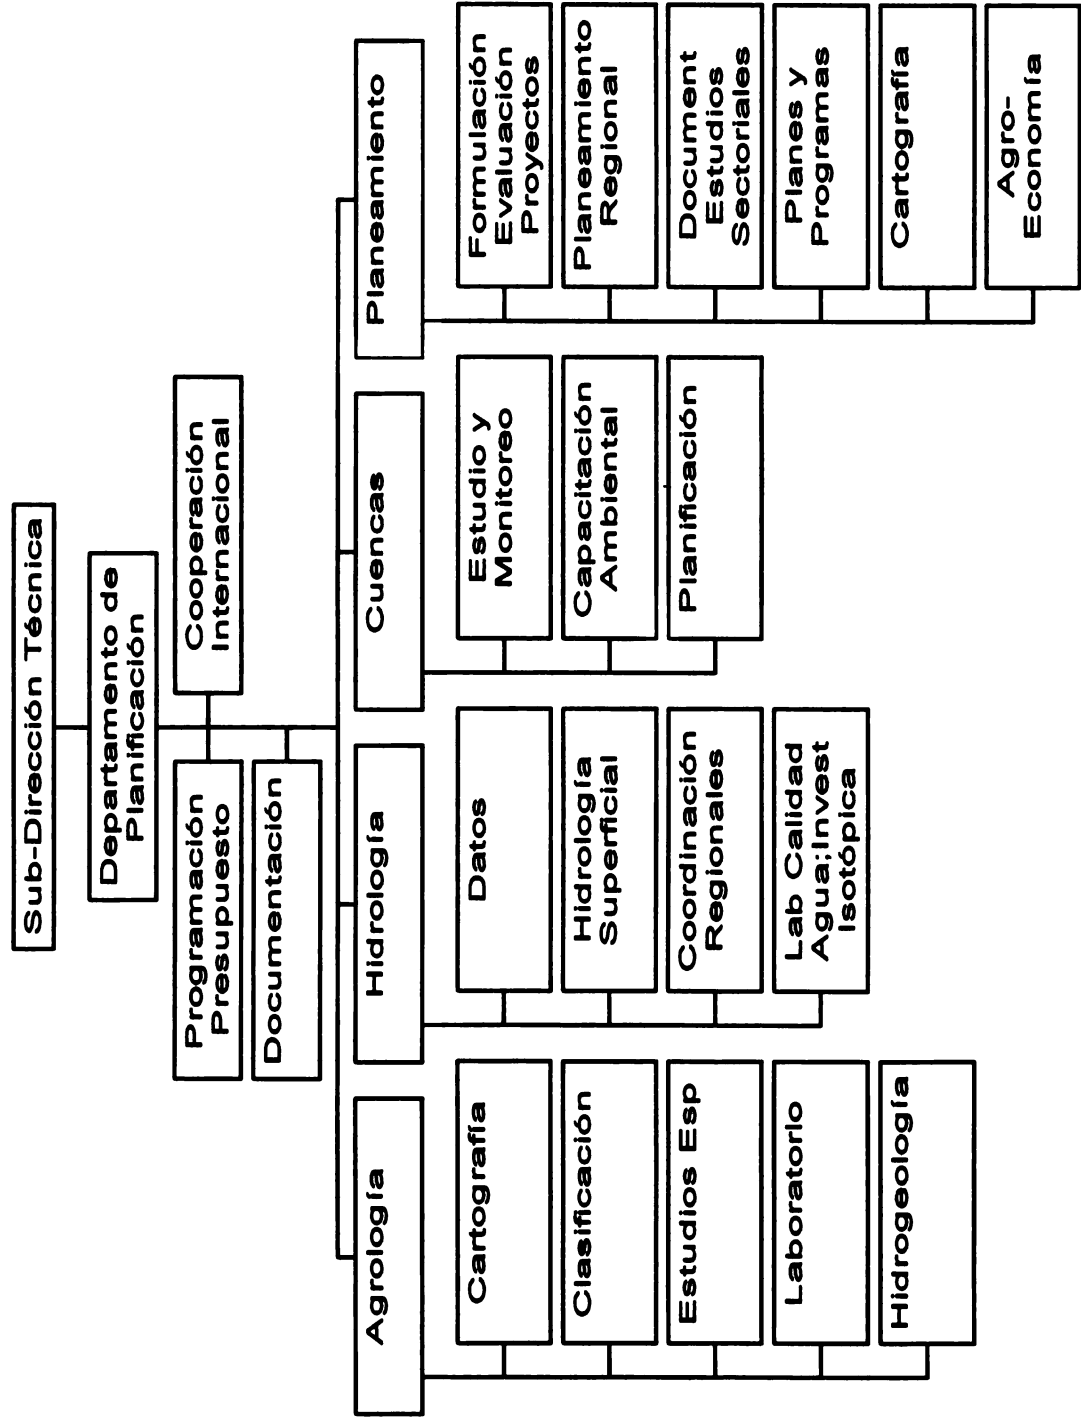 Sub-Dirección Técnica
Departamento de
Planificación
Programación
Presupuesto
Cooperación
Internacional
Documentación
Agrología
Cartografía
Clasificación
Estudios Esp
Laboratorio
Hidrogeología
Hidrología
Datos
Hidrología
Superficial
Coordinación
Regionales
Lab Calidad
Agua;Invest
Isotópica
Cuencas
Estudio y
Monitoreo
Capacitación
Ambiental
Planificación
Planeamiento
Formulación
Evaluación
Proyectos
Planeamiento
Regional
Document
Estudios
Sectoriales
Planes y
Programas
Cartografía
Agro-
Economía